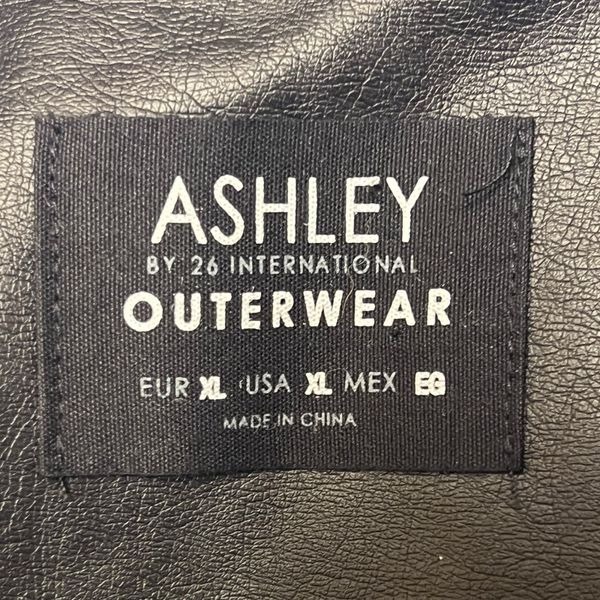 ASHLEY
BY 26 INTERNATIONAL
OUTERWEAR
EUR XL USA XL MEX EG
MADE IN CHINA